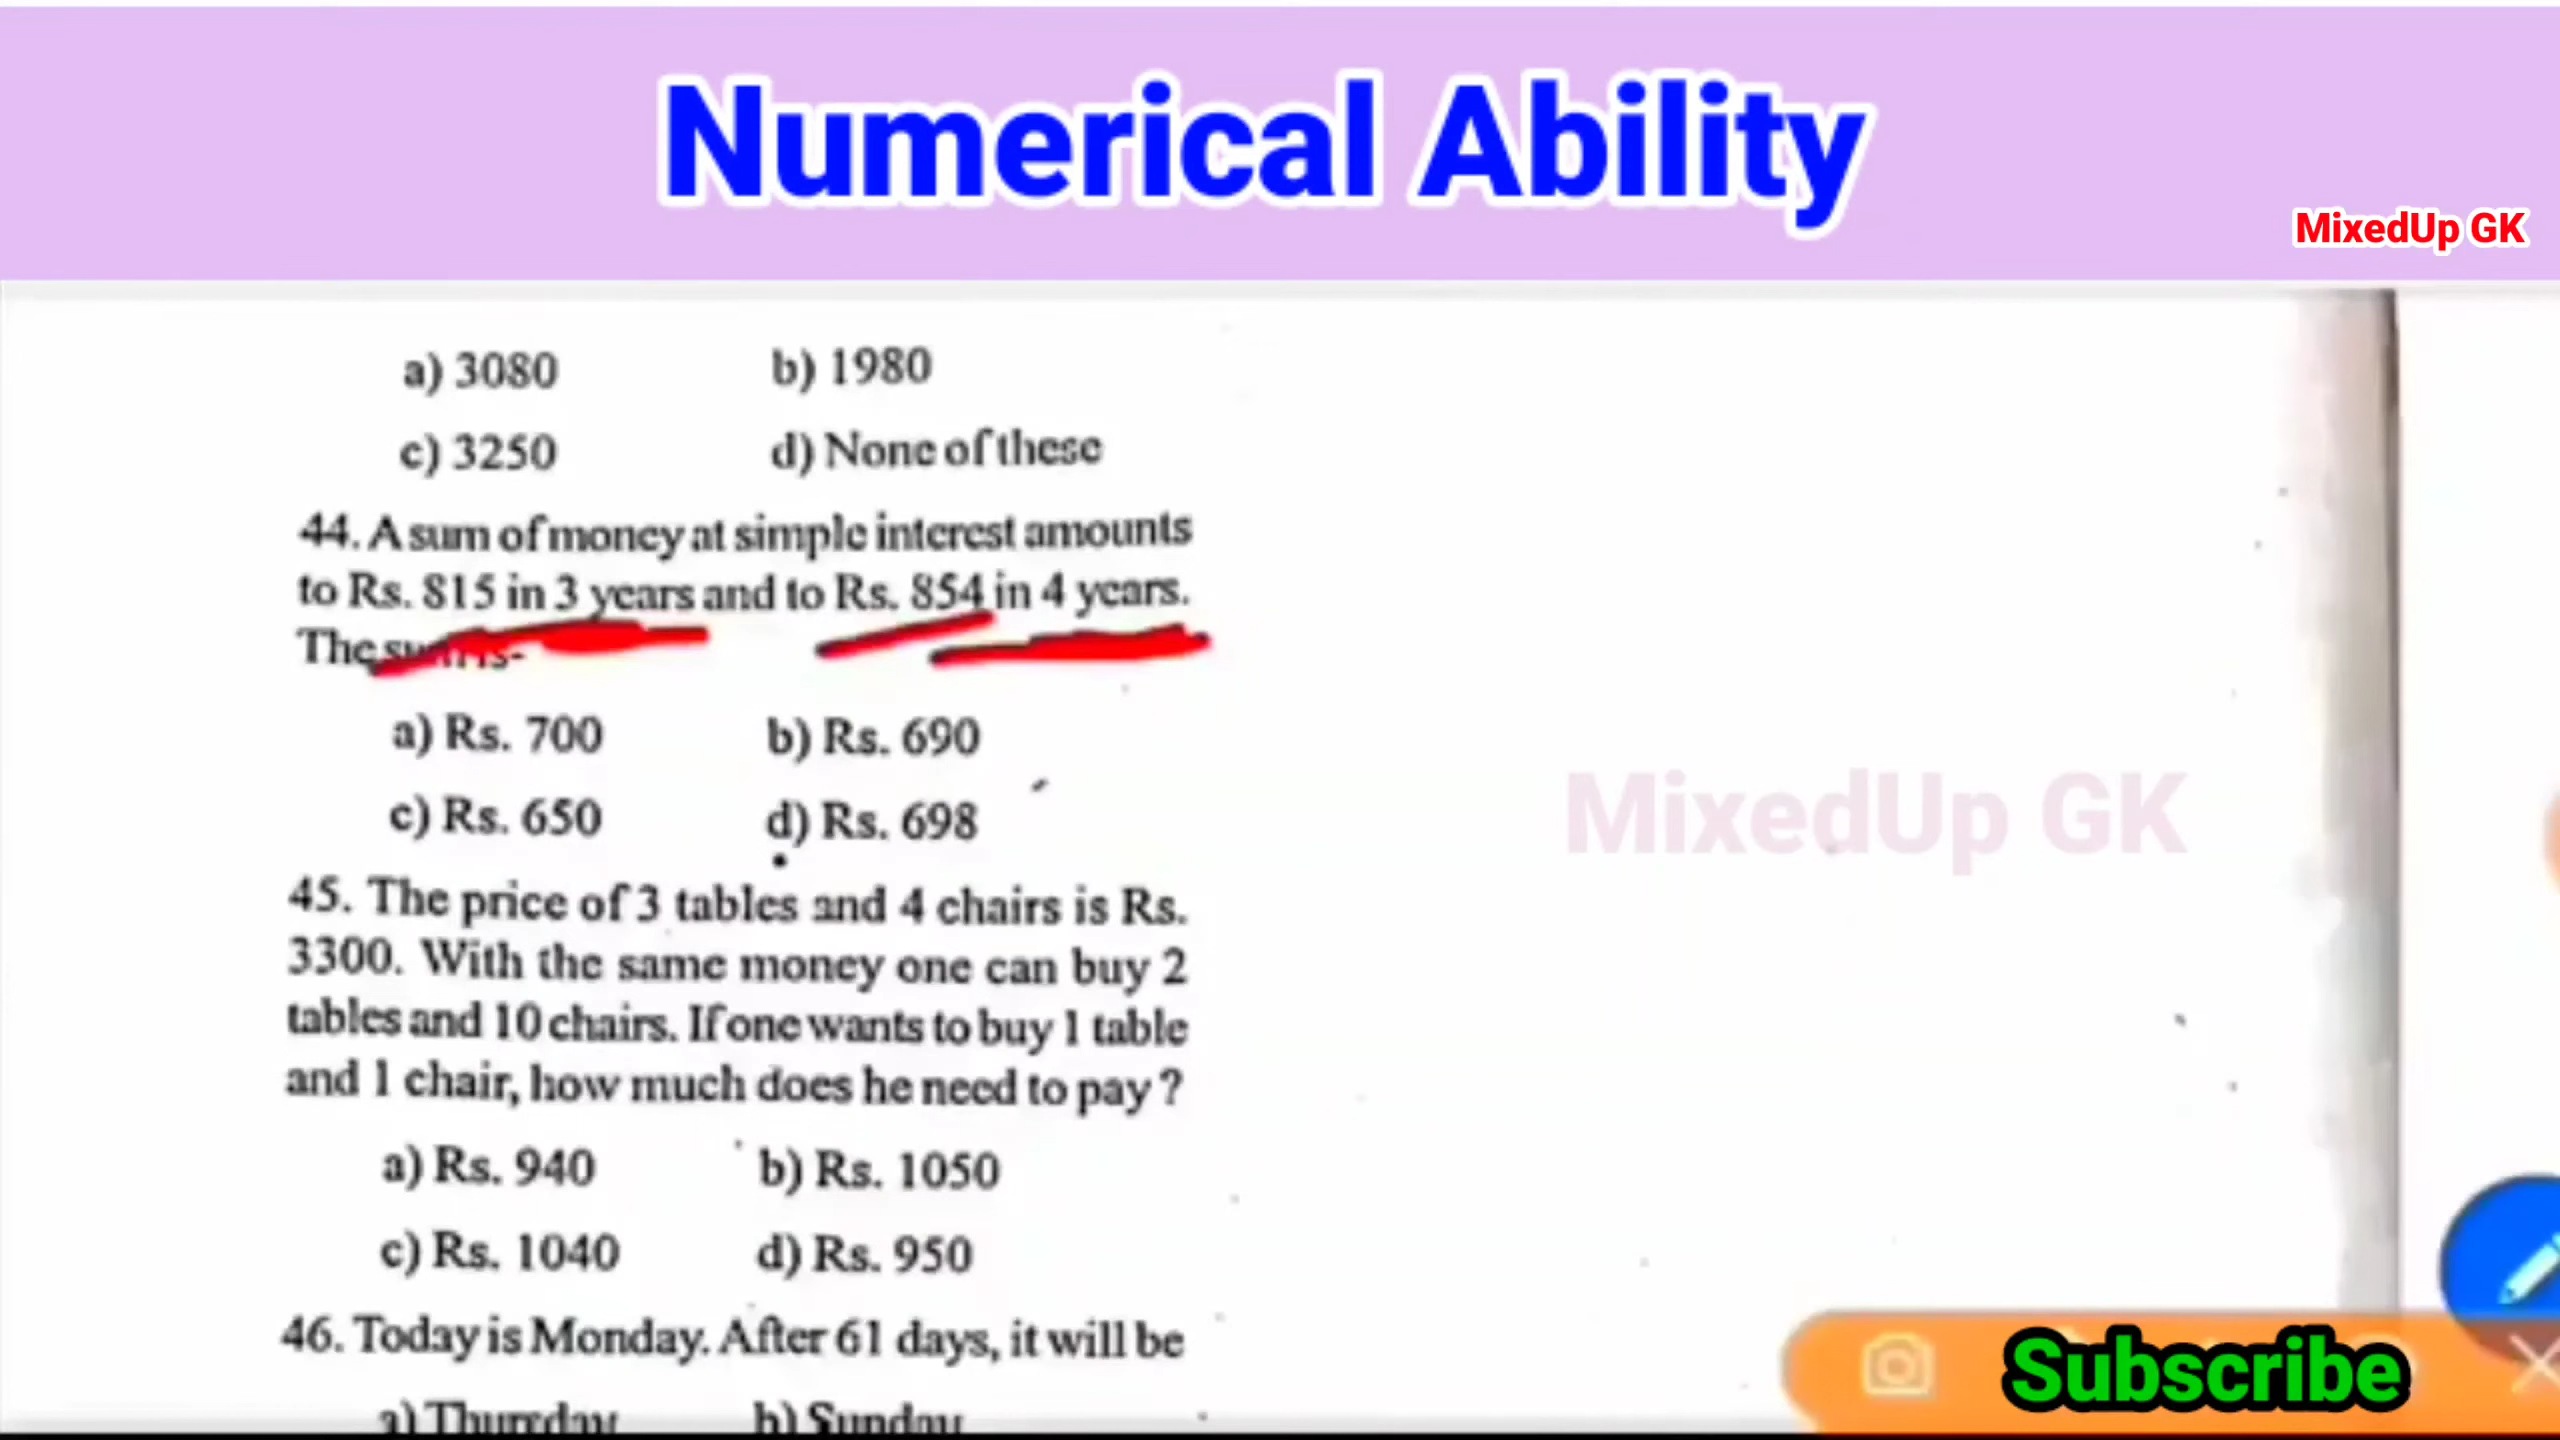 Numerical Ability
MixedUp GK
a) 3080 b) 1980
c) 3250 d) None of these
44. A sum of money at simple interest amounts
to Rs. 815 in 3 years and to Rs. 854 in 4 years.
The sum is-
a) Rs. 700 b) Rs. 690
c) Rs. 650 d) Rs. 698
MixedUp GK
45. The price of 3 tables and 4 chairs is Rs.
3300. With the same money one can buy 2
tables and 10 chairs. If one wants to buy 1 table
and 1 chair, how much does he need to pay ?
a) Rs. 940 b) Rs. 1050
c) Rs. 1040 d) Rs. 950
46. Today is Monday. After 61 days, it will be
a) Thursday b) Sunday
Subscribe